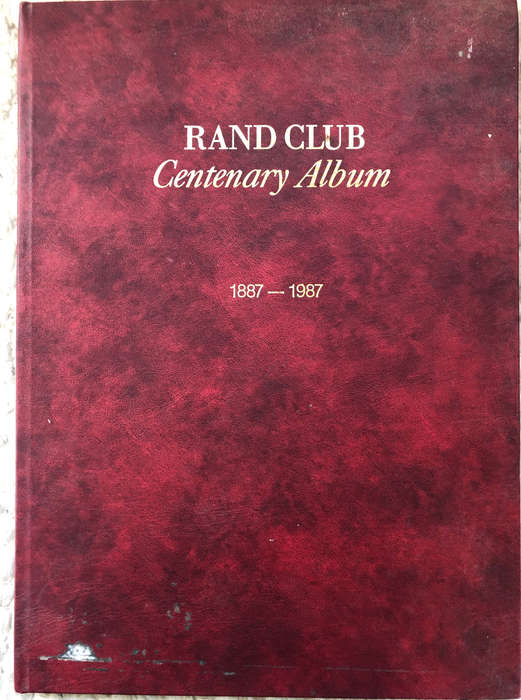 RAND CLUB
Centenary Album
1887 — 1987